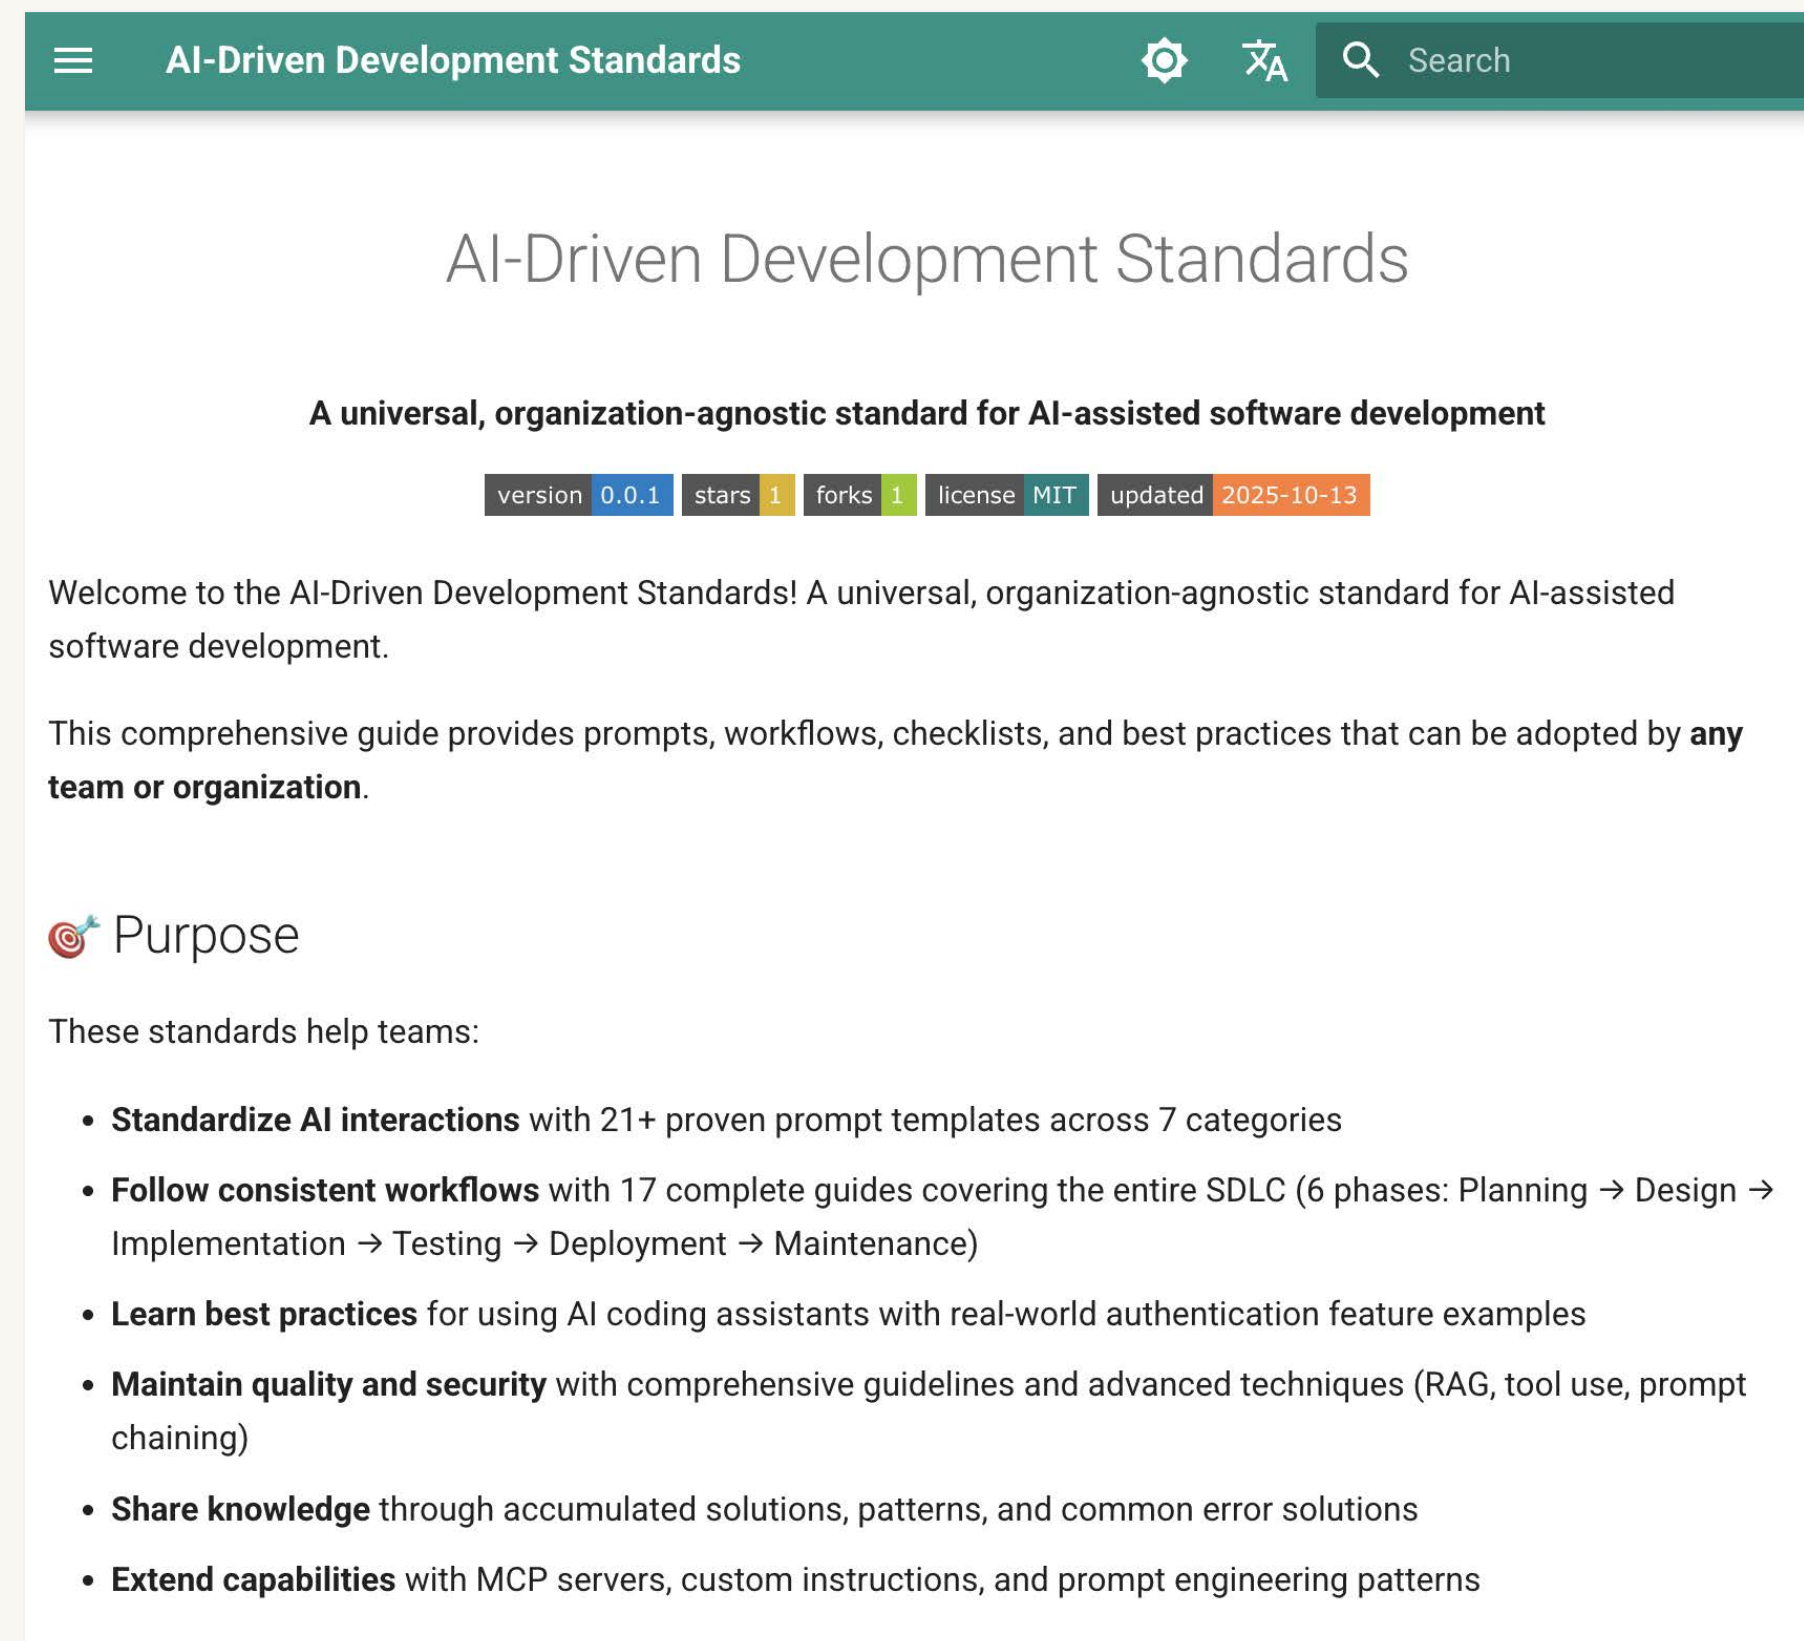 AI-Driven Development Standards
Search
AI-Driven Development Standards
A universal, organization-agnostic standard for AI-assisted software development
version 0.0.1 stars 1 forks 1 license MIT updated 2025-10-13
Welcome to the AI-Driven Development Standards! A universal, organization-agnostic standard for AI-assisted
software development.
This comprehensive guide provides prompts, workflows, checklists, and best practices that can be adopted by any
team or organization.
🎯 Purpose
These standards help teams:
• Standardize AI interactions with 21+ proven prompt templates across 7 categories
• Follow consistent workflows with 17 complete guides covering the entire SDLC (6 phases: Planning → Design →
Implementation → Testing → Deployment → Maintenance)
• Learn best practices for using AI coding assistants with real-world authentication feature examples
• Maintain quality and security with comprehensive guidelines and advanced techniques (RAG, tool use, prompt
chaining)
• Share knowledge through accumulated solutions, patterns, and common error solutions
• Extend capabilities with MCP servers, custom instructions, and prompt engineering patterns